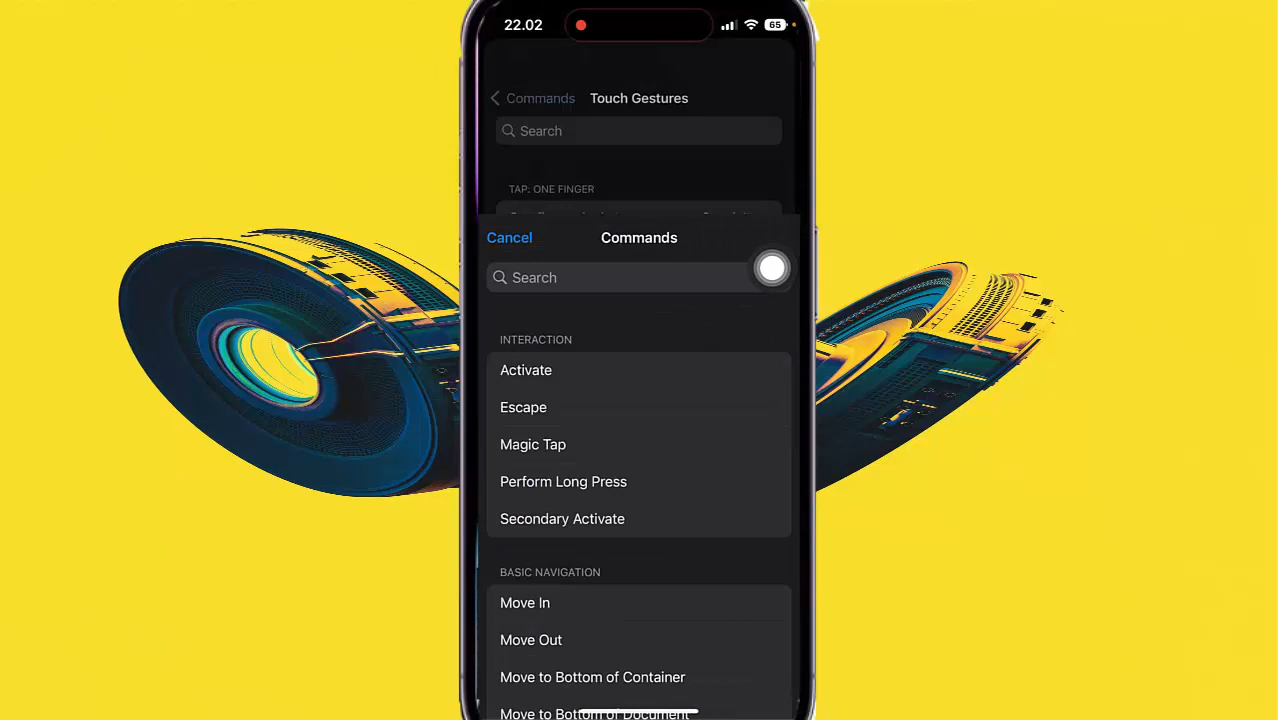 22.02
65
Commands Touch Gestures
Search
TAP: ONE FINGER
Cancel Commands
Search
INTERACTION
Activate
Escape
Magic Tap
Perform Long Press
Secondary Activate
BASIC NAVIGATION
Move In
Move Out
Move to Bottom of Container
Move to Bottom of Document